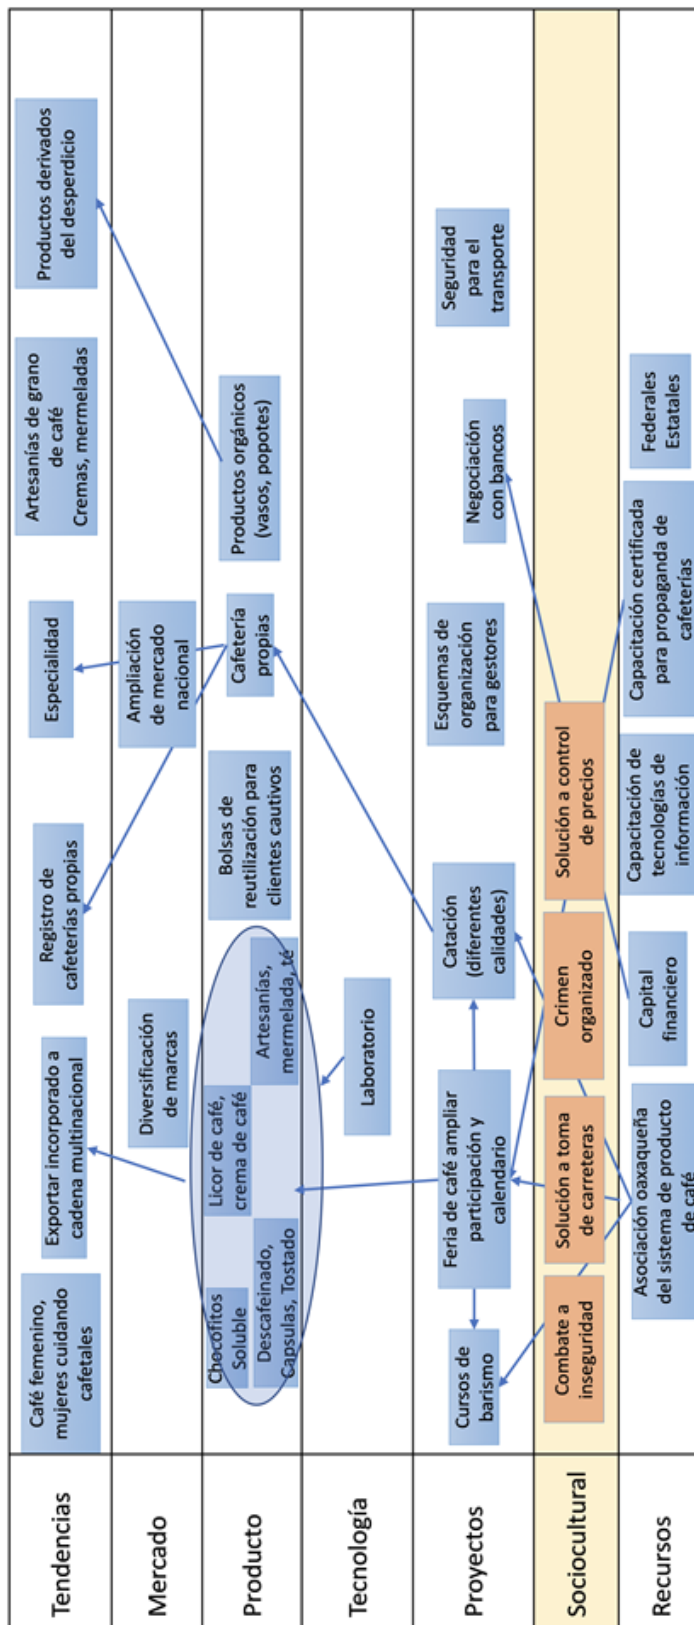 Tendencias
Café femenino,
mujeres cuidando
cafetales
Exportar incorporado a
cadena multinacional
Registro de
cafeterías propias
Especialidad
Artesanías de grano
de café
Cremas, mermeladas
Productos derivados
del desperdicio
Mercado
Diversificación
de marcas
Ampliación
de mercado
nacional
Producto
Chocofitos
Soluble
Descafeinado,
Capsulas, Tostado
Licor de café,
crema de café
Artesanías,
mermelada, té
Bolsas de
reutilización para
clientes cautivos
Cafetería
propias
Productos orgánicos
(vasos, popotes)
Tecnología
Laboratorio
Proyectos
Cursos de
barismo
Feria de café ampliar
participación y
calendario
Catación
(diferentes
calidades)
Esquemas de
organización
para gestores
Negociación
con bancos
Seguridad
para el
transporte
Sociocultural
Combate a
inseguridad
Solución a toma
de carreteras
Crimen
organizado
Solución a control
de precios
Recursos
Asociación oaxaqueña
del sistema de producto
de café
Capital
financiero
Capacitación de
tecnologías de
información
Capacitación certificada
para propaganda de
cafeterías
Federales
Estatales